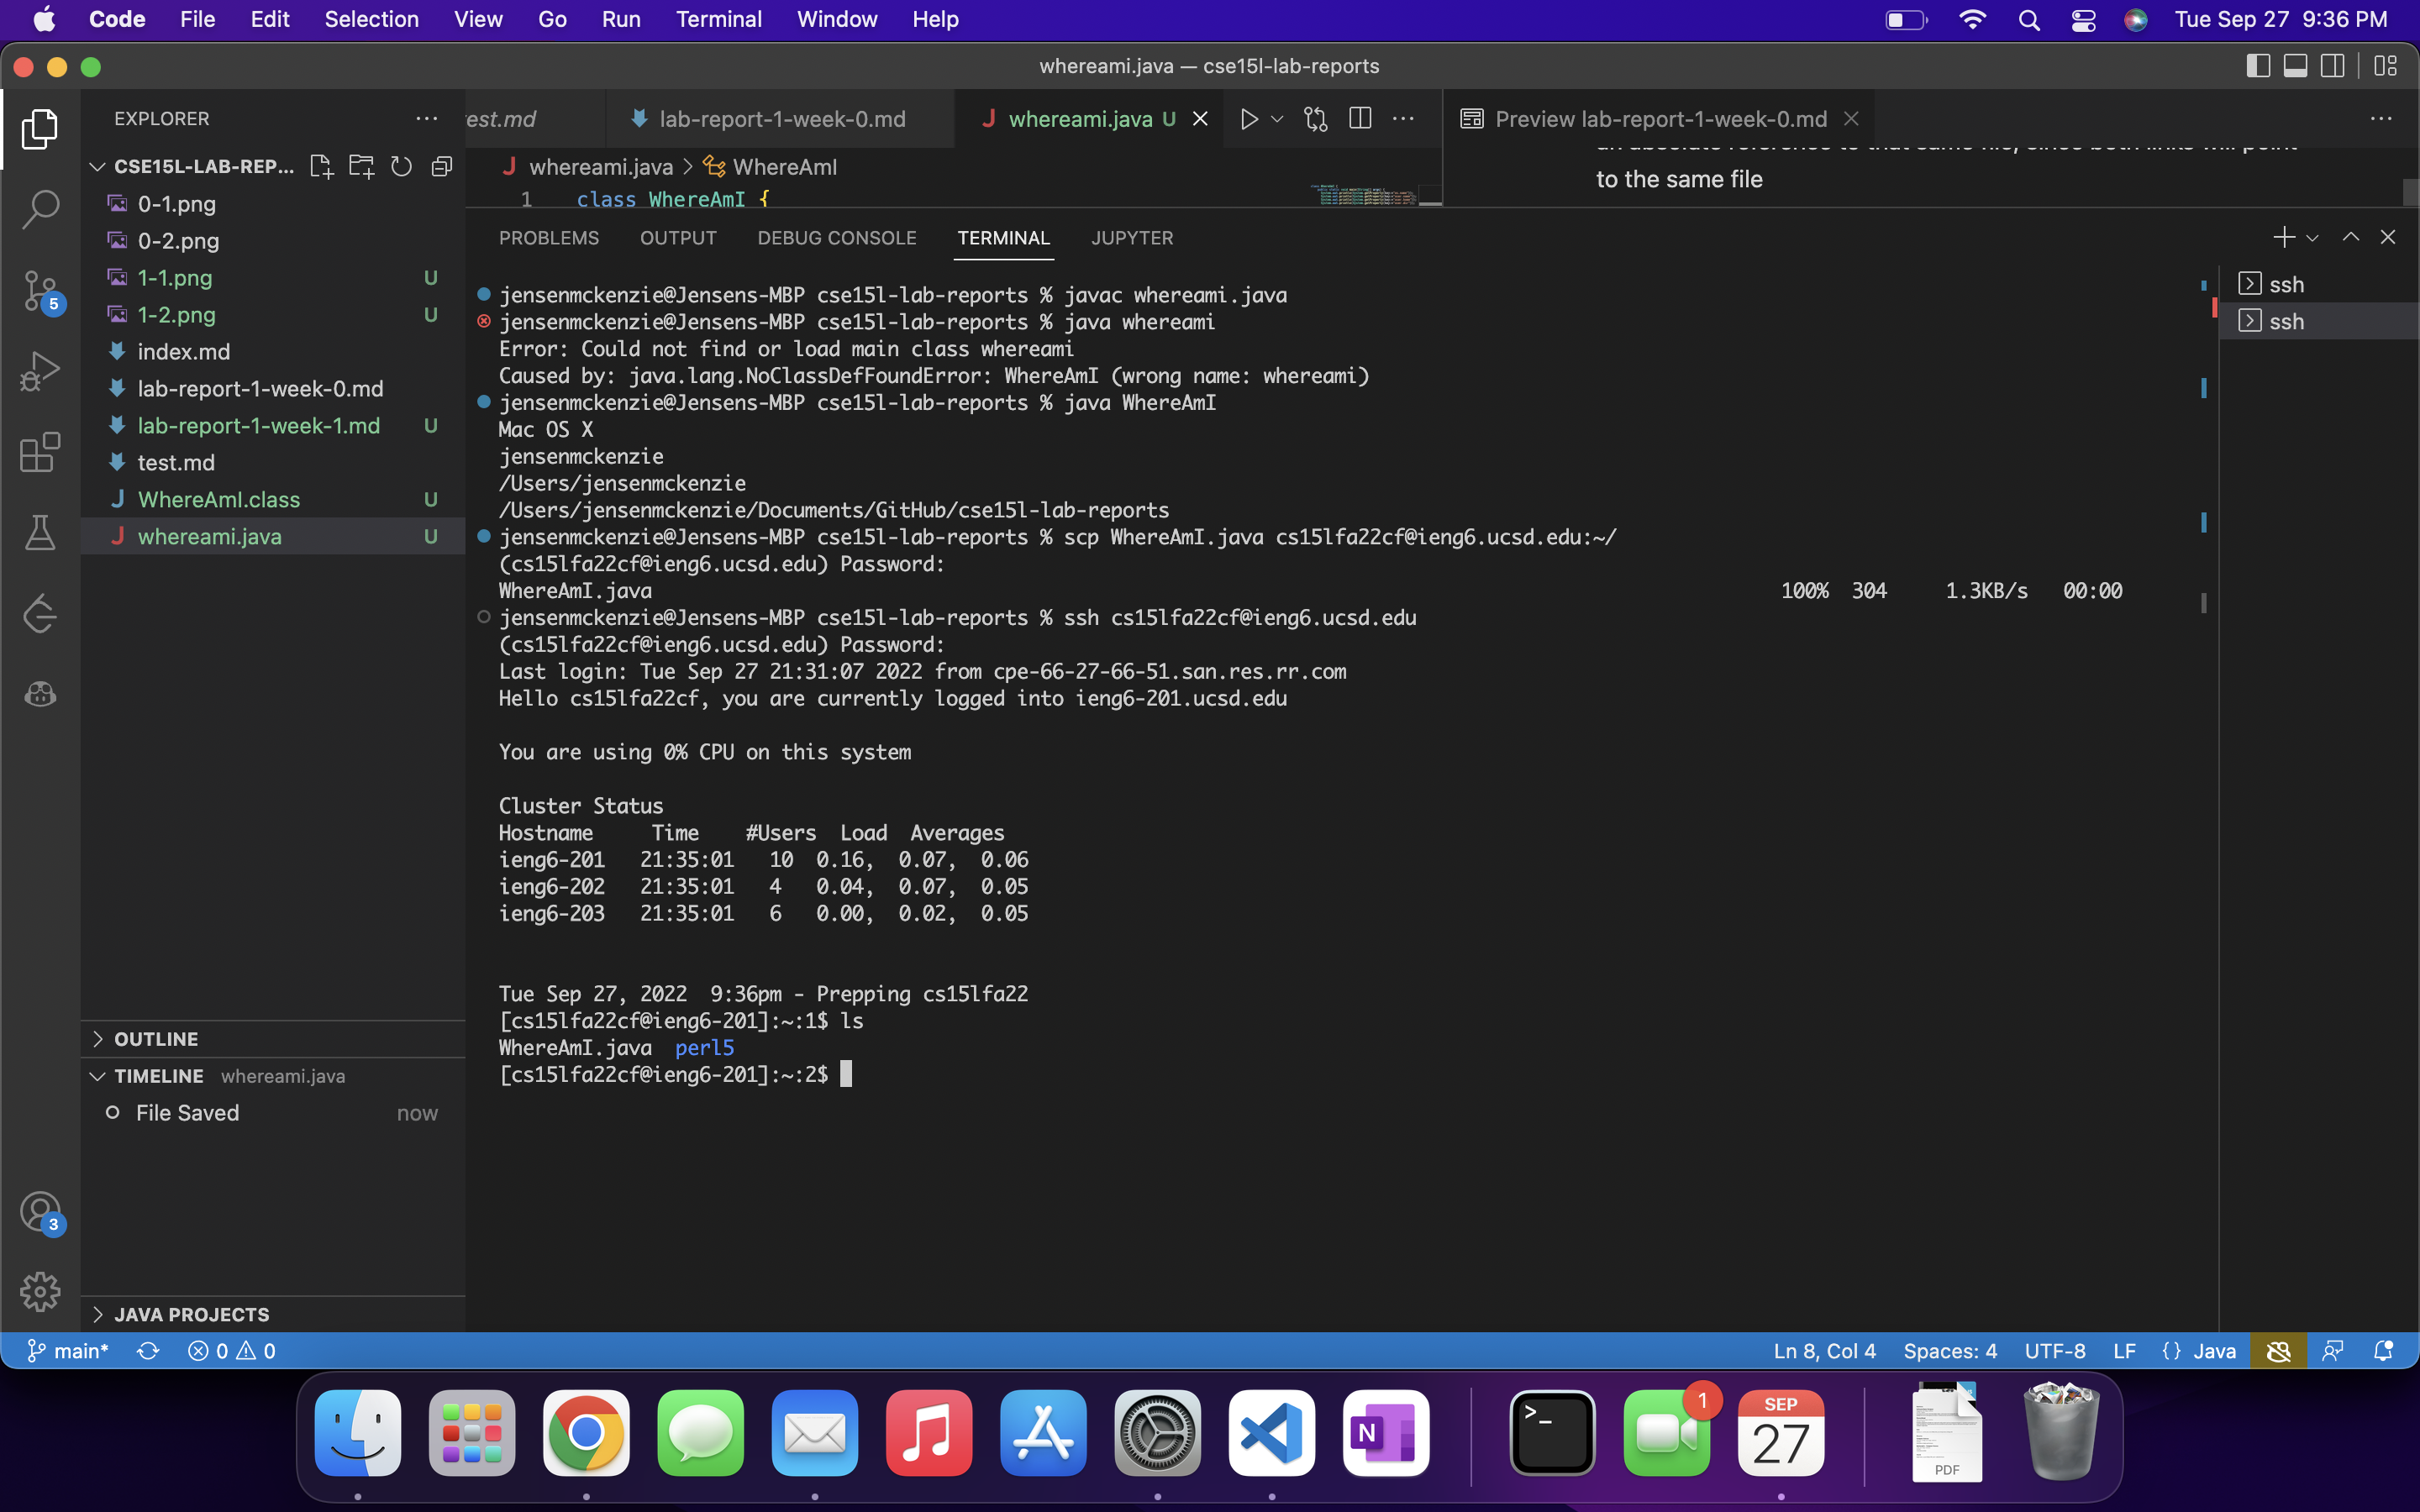 Code File Edit Selection View Go Run Terminal Window Help Tue Sep 27 9:36 PM
whereami.java — cse15l-lab-reports
EXPLORER
CSE15L-LAB-REP...
0-1.png
0-2.png
1-1.png U
1-2.png U
index.md
lab-report-1-week-0.md
lab-report-1-week-1.md U
test.md
WhereAmI.class U
whereami.java U
OUTLINE
TIMELINE whereami.java
File Saved now
JAVA PROJECTS
5
3
est.md lab-report-1-week-0.md whereami.java U
whereami.java > WhereAmI
1 class WhereAmI {
Preview lab-report-1-week-0.md
an absolute reference to that same file, since both links will point
to the same file
PROBLEMS OUTPUT DEBUG CONSOLE TERMINAL JUPYTER
ssh
ssh
jensenmckenzie@Jensens-MBP cse15l-lab-reports % javac whereami.java
jensenmckenzie@Jensens-MBP cse15l-lab-reports % java whereami
Error: Could not find or load main class whereami
Caused by: java.lang.NoClassDefFoundError: WhereAmI (wrong name: whereami)
jensenmckenzie@Jensens-MBP cse15l-lab-reports % java WhereAmI
Mac OS X
jensenmckenzie
/Users/jensenmckenzie
/Users/jensenmckenzie/Documents/GitHub/cse15l-lab-reports
jensenmckenzie@Jensens-MBP cse15l-lab-reports % scp WhereAmI.java cs15lfa22cf@ieng6.ucsd.edu:~/
(cs15lfa22cf@ieng6.ucsd.edu) Password:
WhereAmI.java 100% 304 1.3KB/s 00:00
jensenmckenzie@Jensens-MBP cse15l-lab-reports % ssh cs15lfa22cf@ieng6.ucsd.edu
(cs15lfa22cf@ieng6.ucsd.edu) Password:
Last login: Tue Sep 27 21:31:07 2022 from cpe-66-27-66-51.san.res.rr.com
Hello cs15lfa22cf, you are currently logged into ieng6-201.ucsd.edu
You are using 0% CPU on this system
Cluster Status
Hostname Time #Users Load Averages
ieng6-201 21:35:01 10 0.16, 0.07, 0.06
ieng6-202 21:35:01 4 0.04, 0.07, 0.05
ieng6-203 21:35:01 6 0.00, 0.02, 0.05
Tue Sep 27, 2022 9:36pm - Prepping cs15lfa22
[cs15lfa22cf@ieng6-201]:~:1$ ls
WhereAmI.java perl5
[cs15lfa22cf@ieng6-201]:~:2$
main* 0 0 Ln 8, Col 4 Spaces: 4 UTF-8 LF {} Java
N >_ 1 SEP 27 PDF